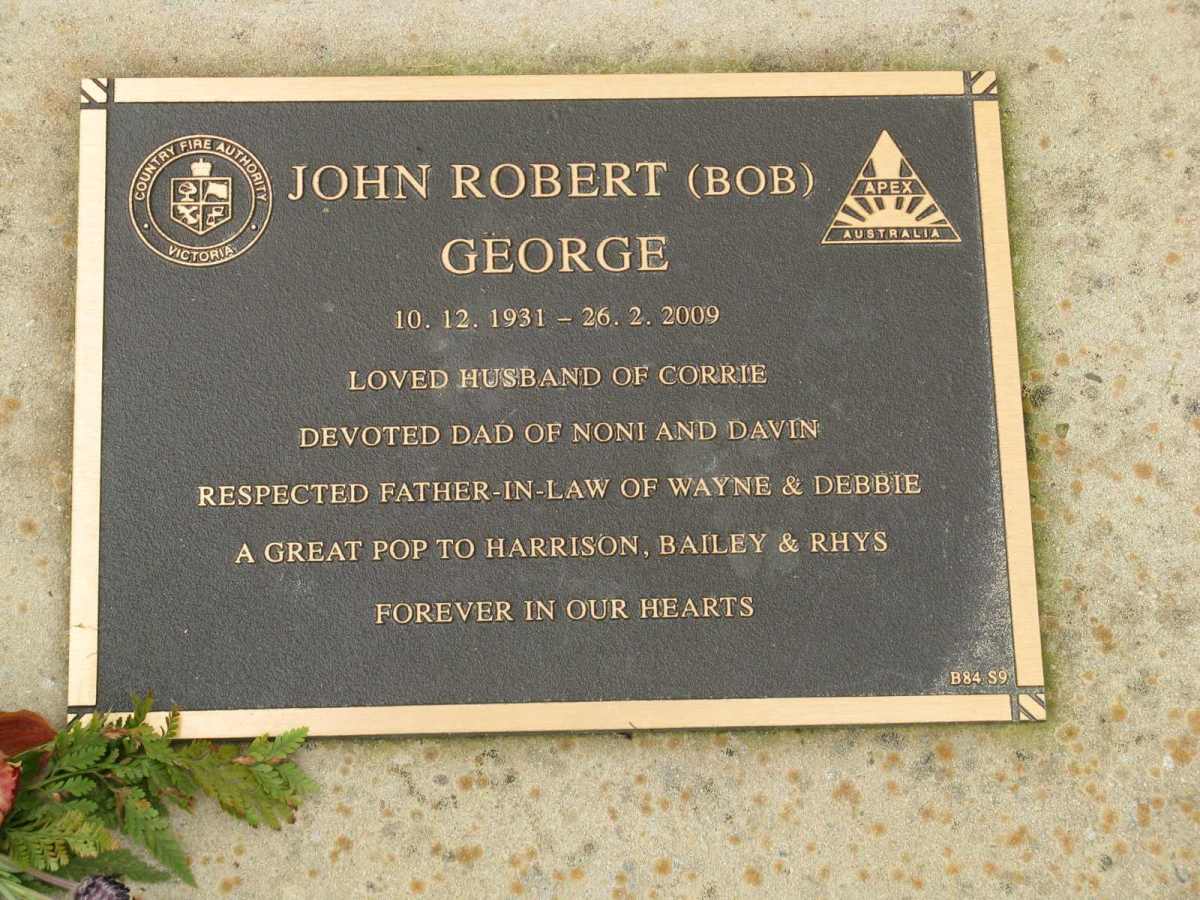 COUNTRY FIRE AUTHORITY
VICTORIA
JOHN ROBERT (BOB)
GEORGE
APEX
AUSTRALIA
10. 12. 1931 – 26. 2. 2009
LOVED HUSBAND OF CORRIE
DEVOTED DAD OF NONI AND DAVIN
RESPECTED FATHER-IN-LAW OF WAYNE & DEBBIE
A GREAT POP TO HARRISON, BAILEY & RHYS
FOREVER IN OUR HEARTS
B84 S9